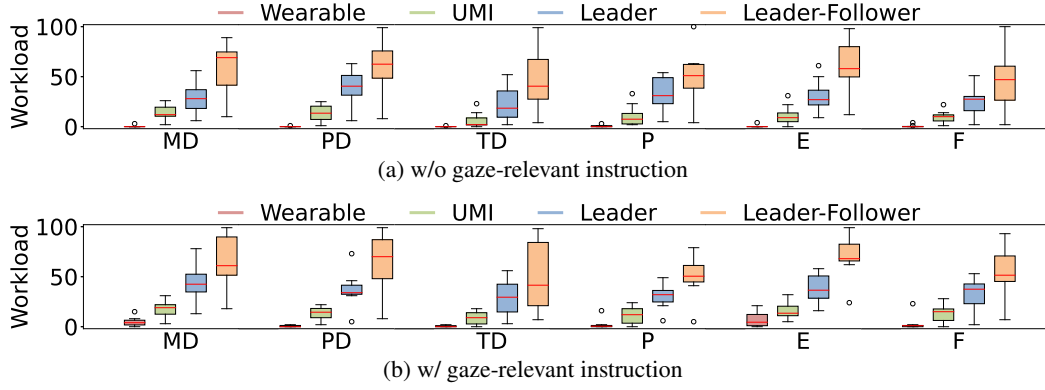 Wearable UMI Leader Leader-Follower
100
50
0
Workload
MD PD TD P E F
(a) w/o gaze-relevant instruction
Wearable UMI Leader Leader-Follower
100
50
0
Workload
MD PD TD P E F
(b) w/ gaze-relevant instruction